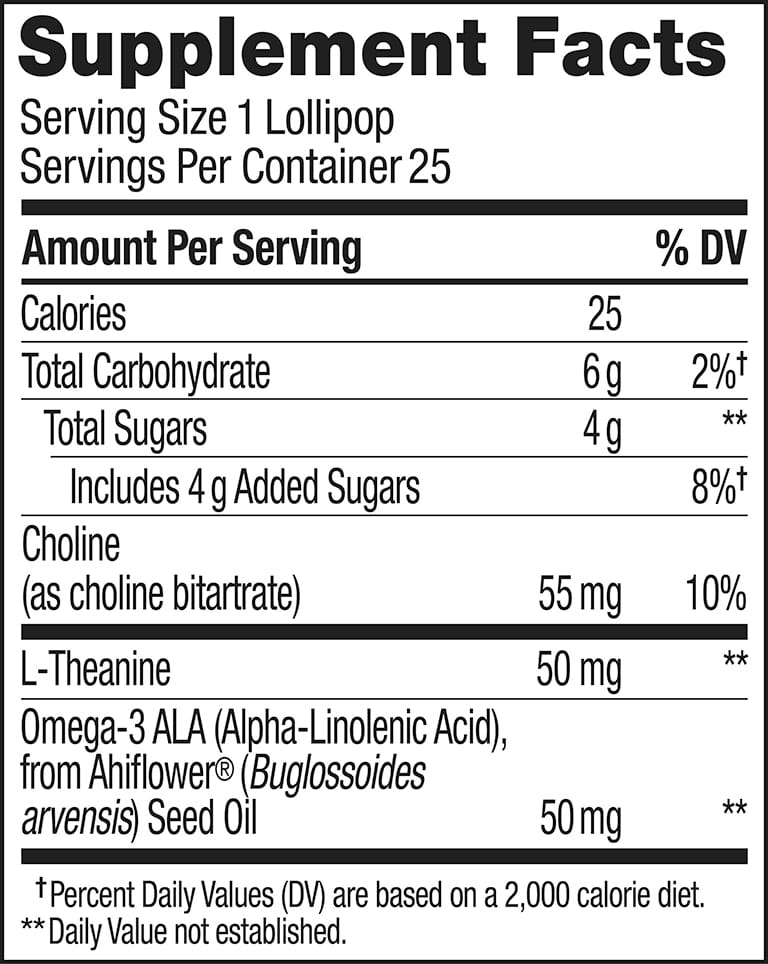 Supplement Facts
Serving Size 1 Lollipop
Servings Per Container 25
Amount Per Serving % DV
Calories 25
Total Carbohydrate 6 g 2%†
Total Sugars 4 g **
Includes 4 g Added Sugars 8%†
Choline
(as choline bitartrate) 55 mg 10%
L-Theanine 50 mg **
Omega-3 ALA (Alpha-Linolenic Acid),
from Ahiflower® (Buglossoides
arvensis) Seed Oil 50 mg **
†Percent Daily Values (DV) are based on a 2,000 calorie diet.
**Daily Value not established.